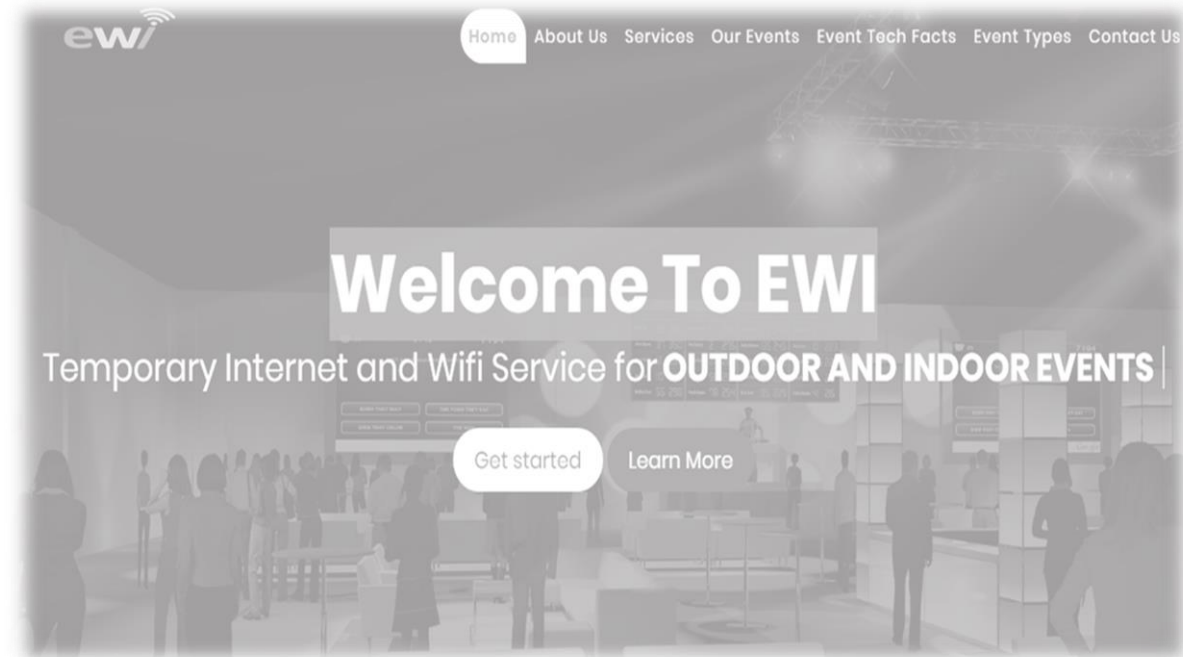 ewi
Home About Us Services Our Events Event Tech Facts Event Types Contact Us
Welcome To EWI
Temporary Internet and Wifi Service for OUTDOOR AND INDOOR EVENTS
Get started Learn More